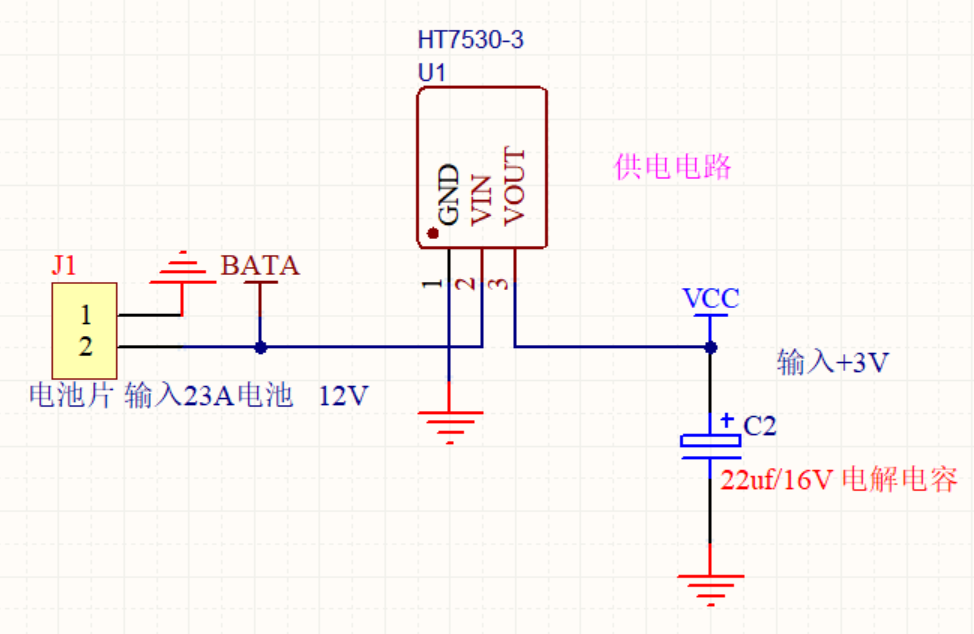 HT7530-3
U1
GND
VIN
VOUT
供电电路
J1
BATA
1
2
3
VCC
1
2
输入+3V
电池片 输入23A电池 12V
+
C2
22uf/16V 电解电容